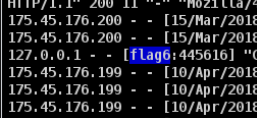 HTTP/1.1" 200 11 "-" "Mozilla/4
175.45.176.200 - - [15/Mar/2018
175.45.176.200 - - [15/Mar/2018
127.0.0.1 - - [flag6:445616] "G
175.45.176.199 - - [10/Apr/2018
175.45.176.199 - - [10/Apr/2018
175.45.176.199 - - [10/Apr/2018